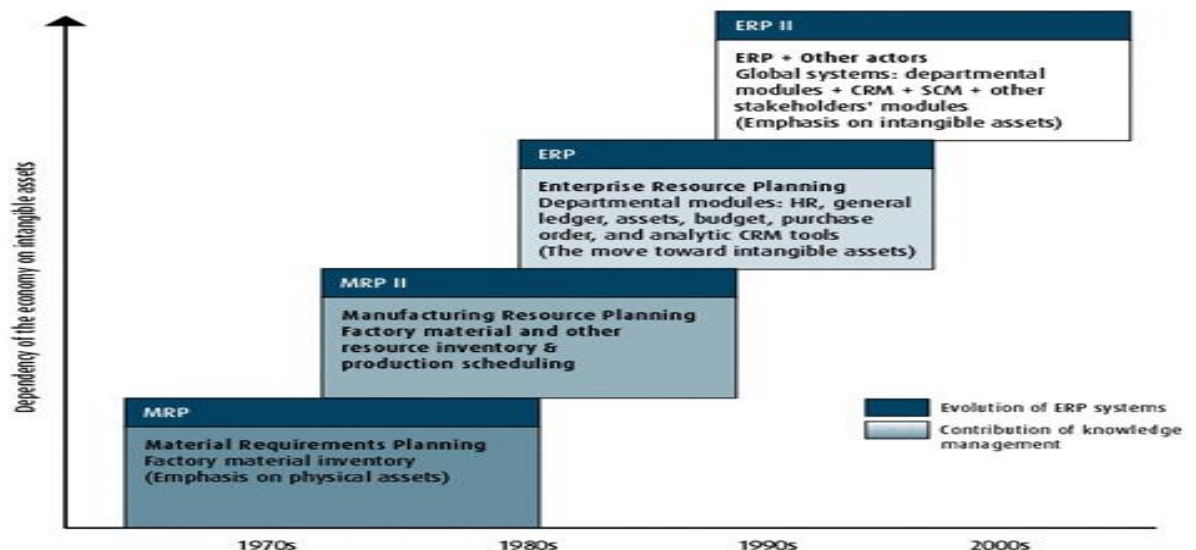 ERP II
ERP + Other actors
Global systems: departmental
modules + CRM + SCM + other
stakeholders' modules
(Emphasis on intangible assets)
ERP
Enterprise Resource Planning
Departmental modules: HR, general
ledger, assets, budget, purchase
order, and analytic CRM tools
(The move toward intangible assets)
MRP II
Manufacturing Resource Planning
Factory material and other
resource inventory &
production scheduling
MRP
Material Requirements Planning
Factory material inventory
(Emphasis on physical assets)
Dependency of the economy on intangible assets
Evolution of ERP systems
Contribution of knowledge
management
1970s 1980s 1990s 2000s